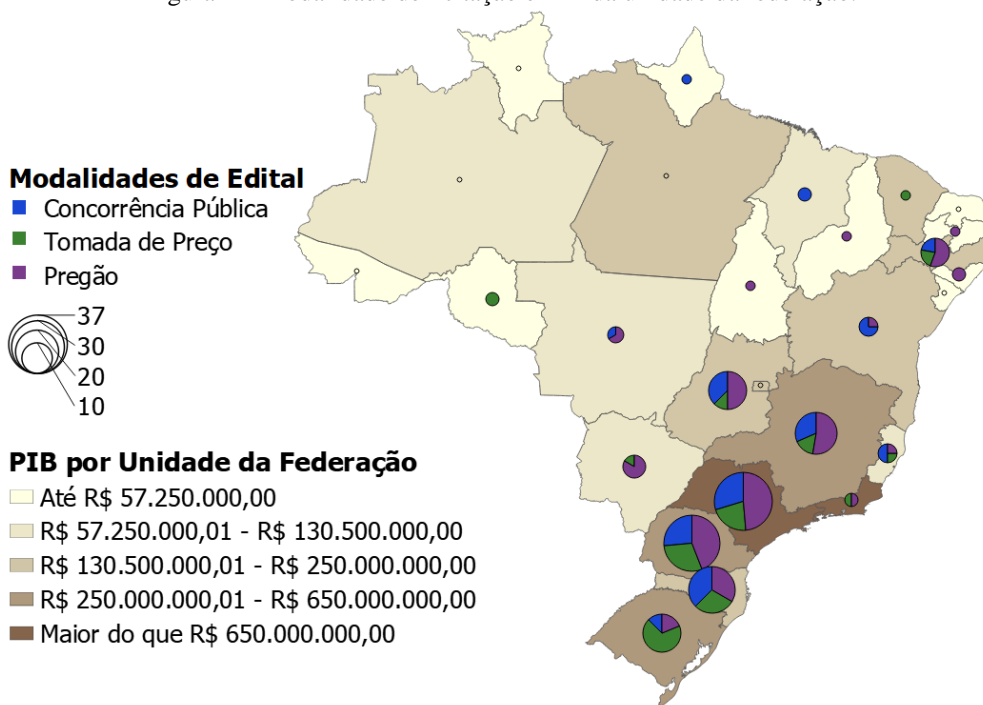 Modalidades de Edital
Concorrência Pública
Tomada de Preço
Pregão
37
30
20
10
PIB por Unidade da Federação
Até R$ 57.250.000,00
R$ 57.250.000,01 - R$ 130.500.000,00
R$ 130.500.000,01 - R$ 250.000.000,00
R$ 250.000.000,01 - R$ 650.000.000,00
Maior do que R$ 650.000.000,00